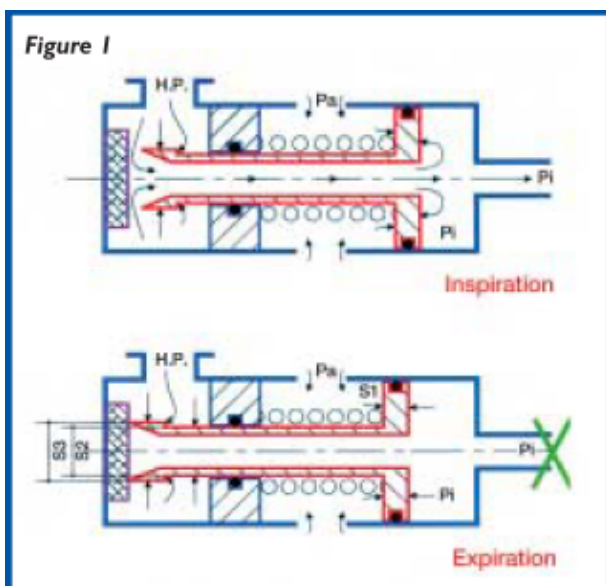 Figure 1
H.P.
Pa
Pi
Pi
Inspiration
H.P.
Pa
S1
S3
S2
Pi
Pi
Expiration